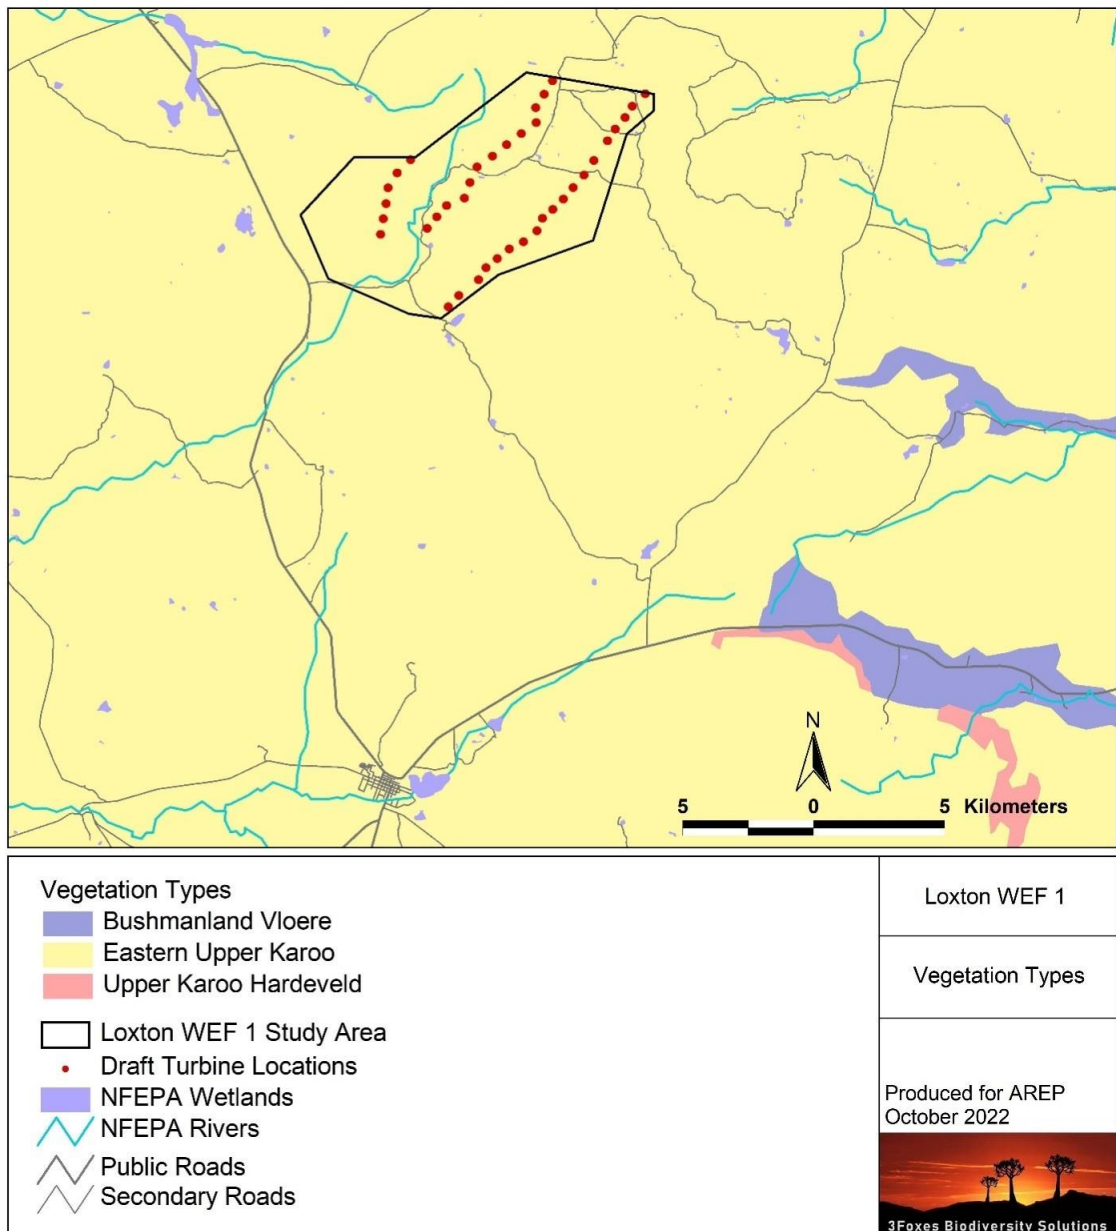 N
5 0 5 Kilometers
Vegetation Types
Bushmanland Vloere
Eastern Upper Karoo
Upper Karoo Hardeveld
Loxton WEF 1 Study Area
Draft Turbine Locations
NFEPA Wetlands
NFEPA Rivers
Public Roads
Secondary Roads
Loxton WEF 1
Vegetation Types
Produced for AREP
October 2022
3Foxes Biodiversity Solutions